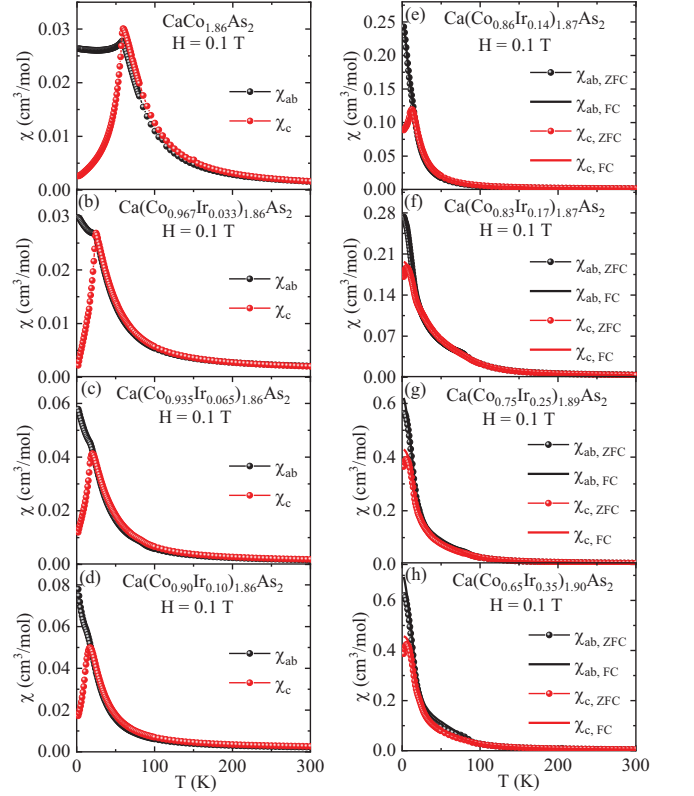 CaCo1.86As2
H = 0.1 T
χab
χc
χ (cm3/mol)
0.03
0.02
0.01
0.00
(b)
Ca(Co0.967Ir0.033)1.86As2
H = 0.1 T
χab
χc
χ (cm3/mol)
0.03
0.02
0.01
0.00
(c)
Ca(Co0.935Ir0.065)1.86As2
H = 0.1 T
χab
χc
χ (cm3/mol)
0.06
0.04
0.02
0.00
(d)
Ca(Co0.90Ir0.10)1.86As2
H = 0.1 T
χab
χc
χ (cm3/mol)
0.08
0.06
0.04
0.02
0.00
0 100 200 300
T (K)
(e)
Ca(Co0.86Ir0.14)1.87As2
H = 0.1 T
χab, ZFC
χab, FC
χc, ZFC
χc, FC
χ (cm3/mol)
0.25
0.20
0.15
0.10
0.05
0.00
(f)
Ca(Co0.83Ir0.17)1.87As2
H = 0.1 T
χab, ZFC
χab, FC
χc, ZFC
χc, FC
χ (cm3/mol)
0.28
0.21
0.14
0.07
0.00
(g)
Ca(Co0.75Ir0.25)1.89As2
H = 0.1 T
χab, ZFC
χab, FC
χc, ZFC
χc, FC
χ (cm3/mol)
0.6
0.4
0.2
0.0
(h)
Ca(Co0.65Ir0.35)1.90As2
H = 0.1 T
χab, ZFC
χab, FC
χc, ZFC
χc, FC
χ (cm3/mol)
0.6
0.4
0.2
0.0
0 100 200 300
T (K)